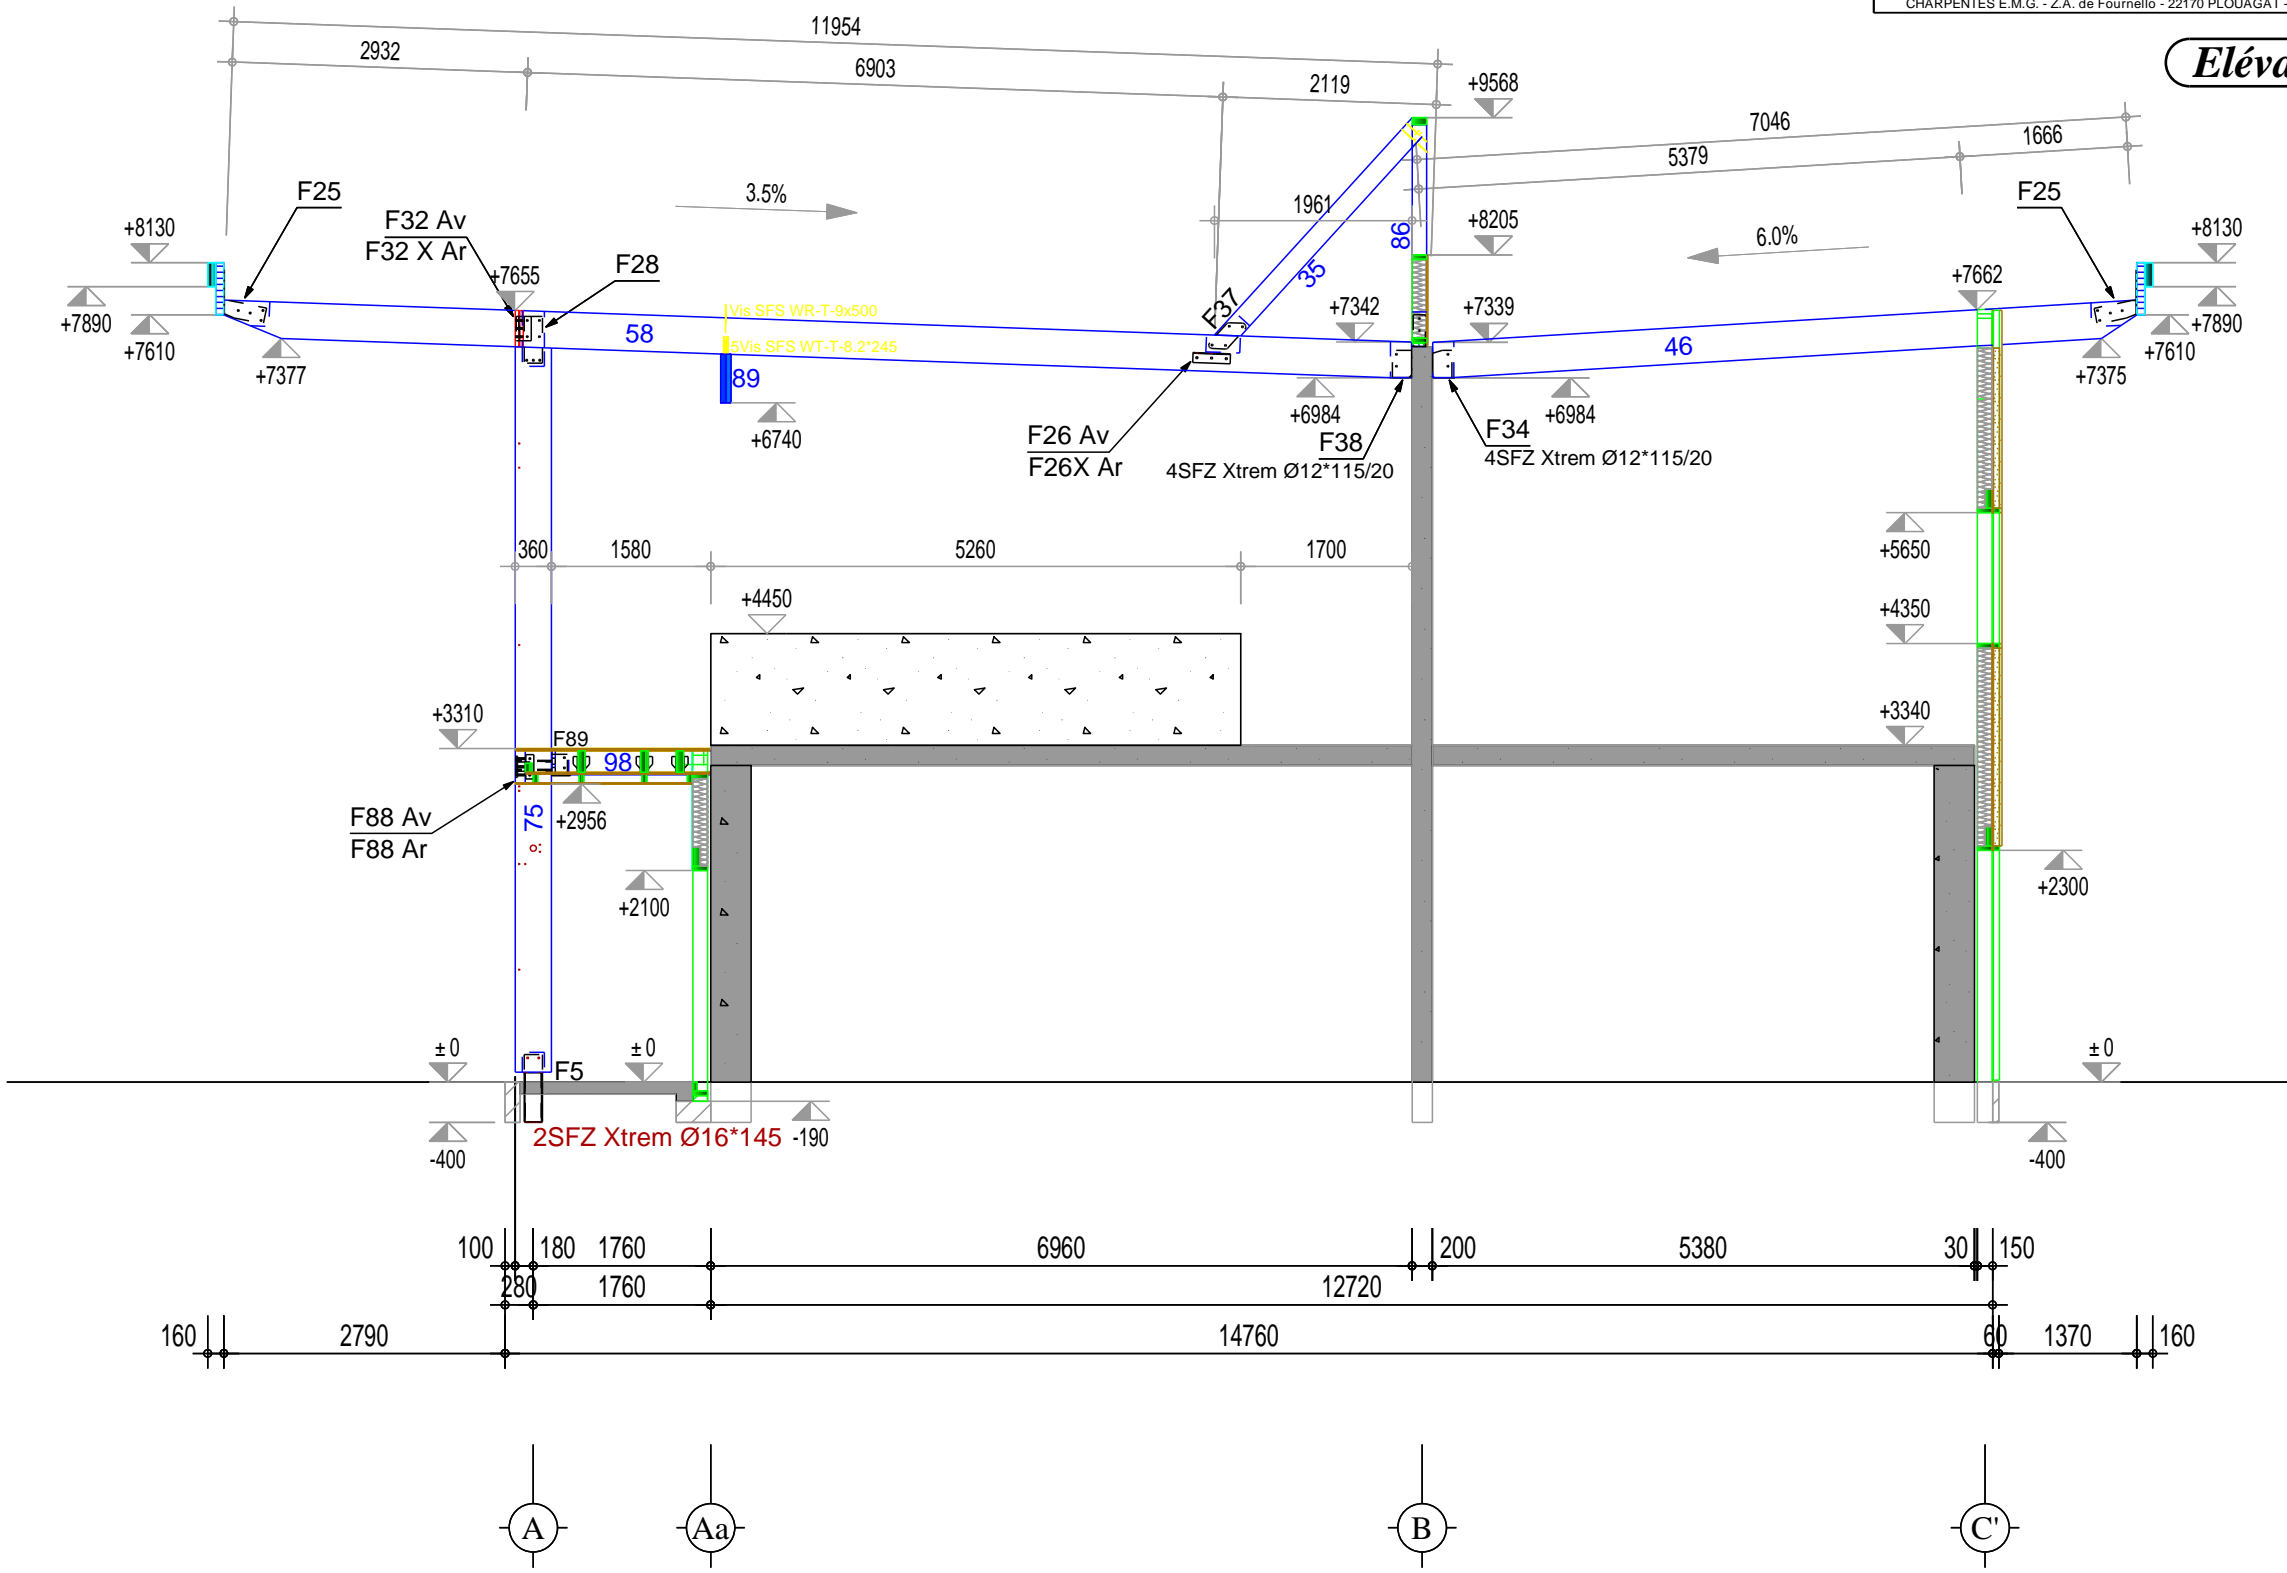 CHARPENTES E.M.G. - Z.A. de Fournello - 22170 PLOUAGAT -
Eléva
11954
2932
6903
2119
+9568
7046
5379
1666
F25
3.5%
1961
F25
+8130
F32 Av
F32 X Ar
F28
+8205
6.0%
+8130
86
35
+7655
+7662
+7890
+7610
+7377
Vis SFS WR-T-9x500
58
5Vis SFS WT-T-8.2*245
89
F37
+7342
+7339
46
+7890
+7610
+7375
+6740
+6984
+6984
F26 Av
F26X Ar
F38
4SFZ Xtrem Ø12*115/20
F34
4SFZ Xtrem Ø12*115/20
360
1580
5260
1700
+5650
+4450
+4350
+3310
+3340
F89
98
75
+2956
F88 Av
F88 Ar
+2100
+2300
± 0
± 0
± 0
F5
2SFZ Xtrem Ø16*145
-190
-400
-400
100
180
1760
6960
200
5380
30
150
280
1760
12720
160
2790
14760
60
1370
160
A
Aa
B
C'